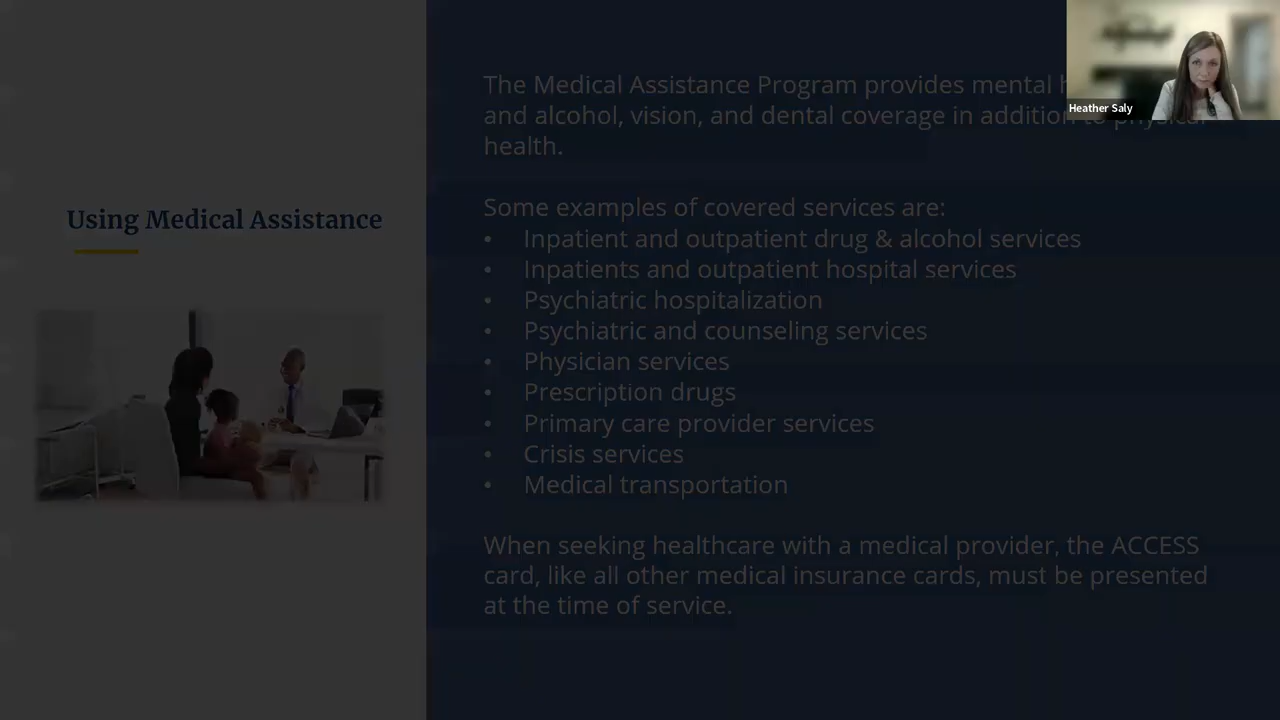 Using Medical Assistance
The Medical Assistance Program provides mental
and alcohol, vision, and dental coverage in addition to physical
health.
Some examples of covered services are:
• Inpatient and outpatient drug & alcohol services
• Inpatients and outpatient hospital services
• Psychiatric hospitalization
• Psychiatric and counseling services
• Physician services
• Prescription drugs
• Primary care provider services
• Crisis services
• Medical transportation
When seeking healthcare with a medical provider, the ACCESS
card, like all other medical insurance cards, must be presented
at the time of service.
Heather Saly